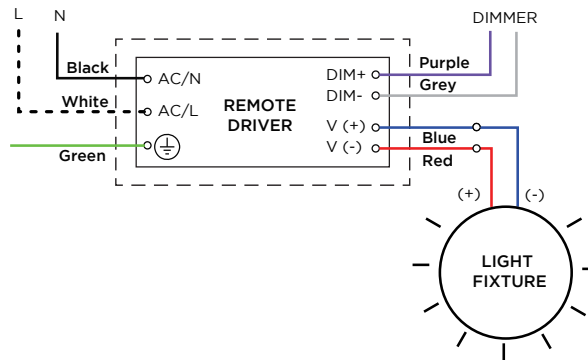 L N
DIMMER
Black
AC/N
White
AC/L
Green
REMOTE
DRIVER
DIM+
Purple
DIM-
Grey
V (+)
Blue
V (-)
Red
(+) (-)
LIGHT
FIXTURE